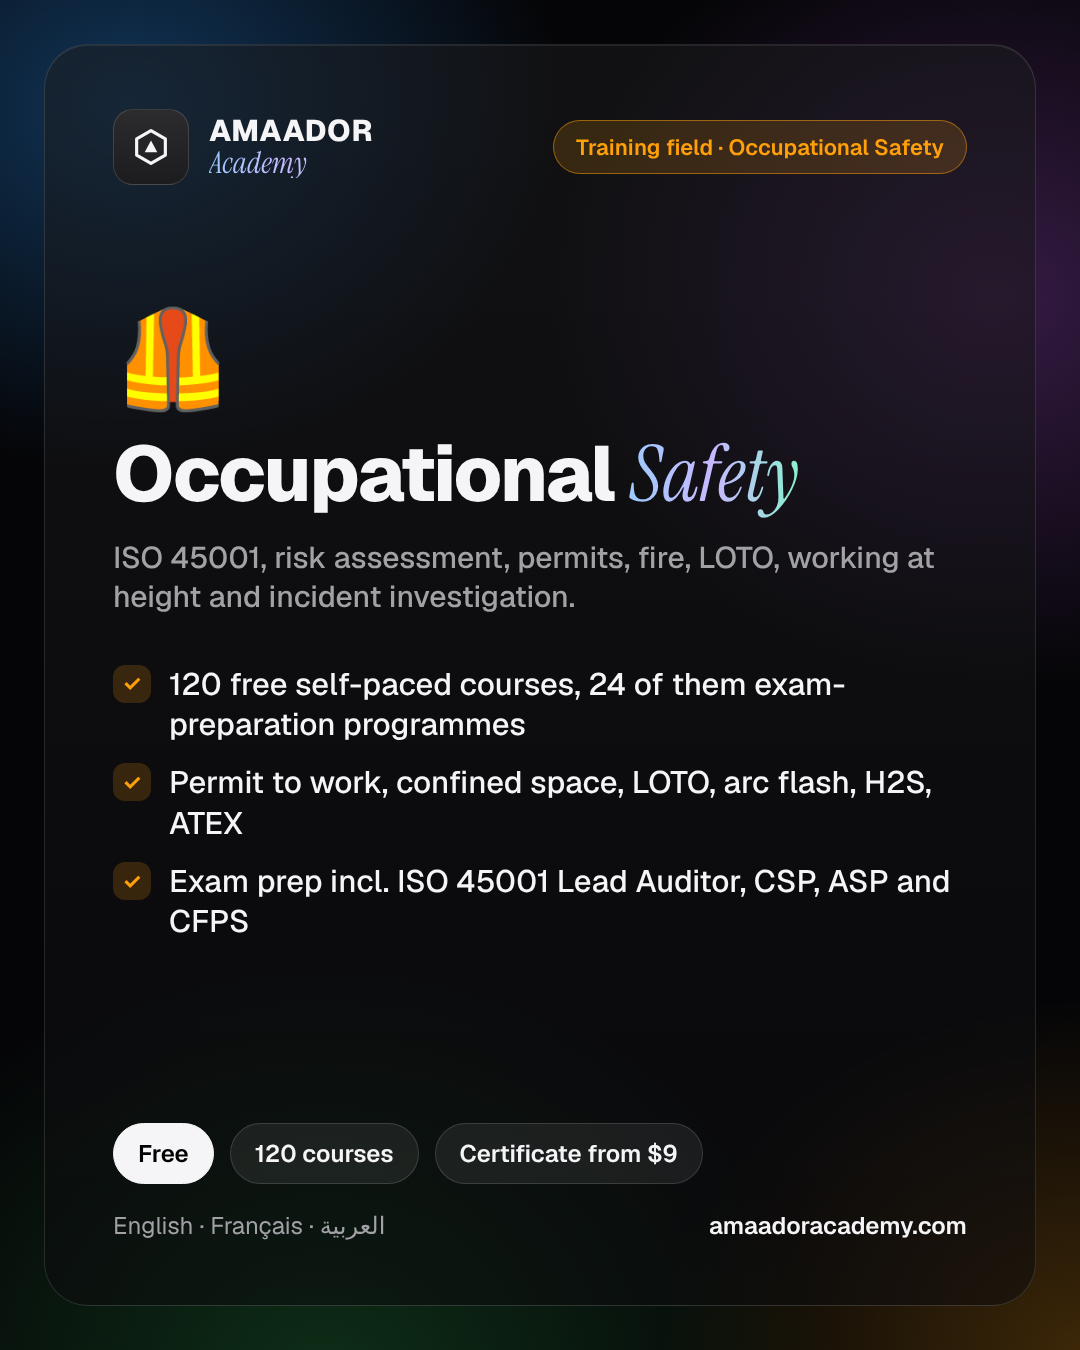 AMAADOR
Academy
Training field · Occupational Safety
Occupational Safety
ISO 45001, risk assessment, permits, fire, LOTO, working at
height and incident investigation.
120 free self-paced courses, 24 of them exam-
preparation programmes
Permit to work, confined space, LOTO, arc flash, H2S,
ATEX
Exam prep incl. ISO 45001 Lead Auditor, CSP, ASP and
CFPS
Free
120 courses
Certificate from $9
English · Français · العربية
amaadoracademy.com